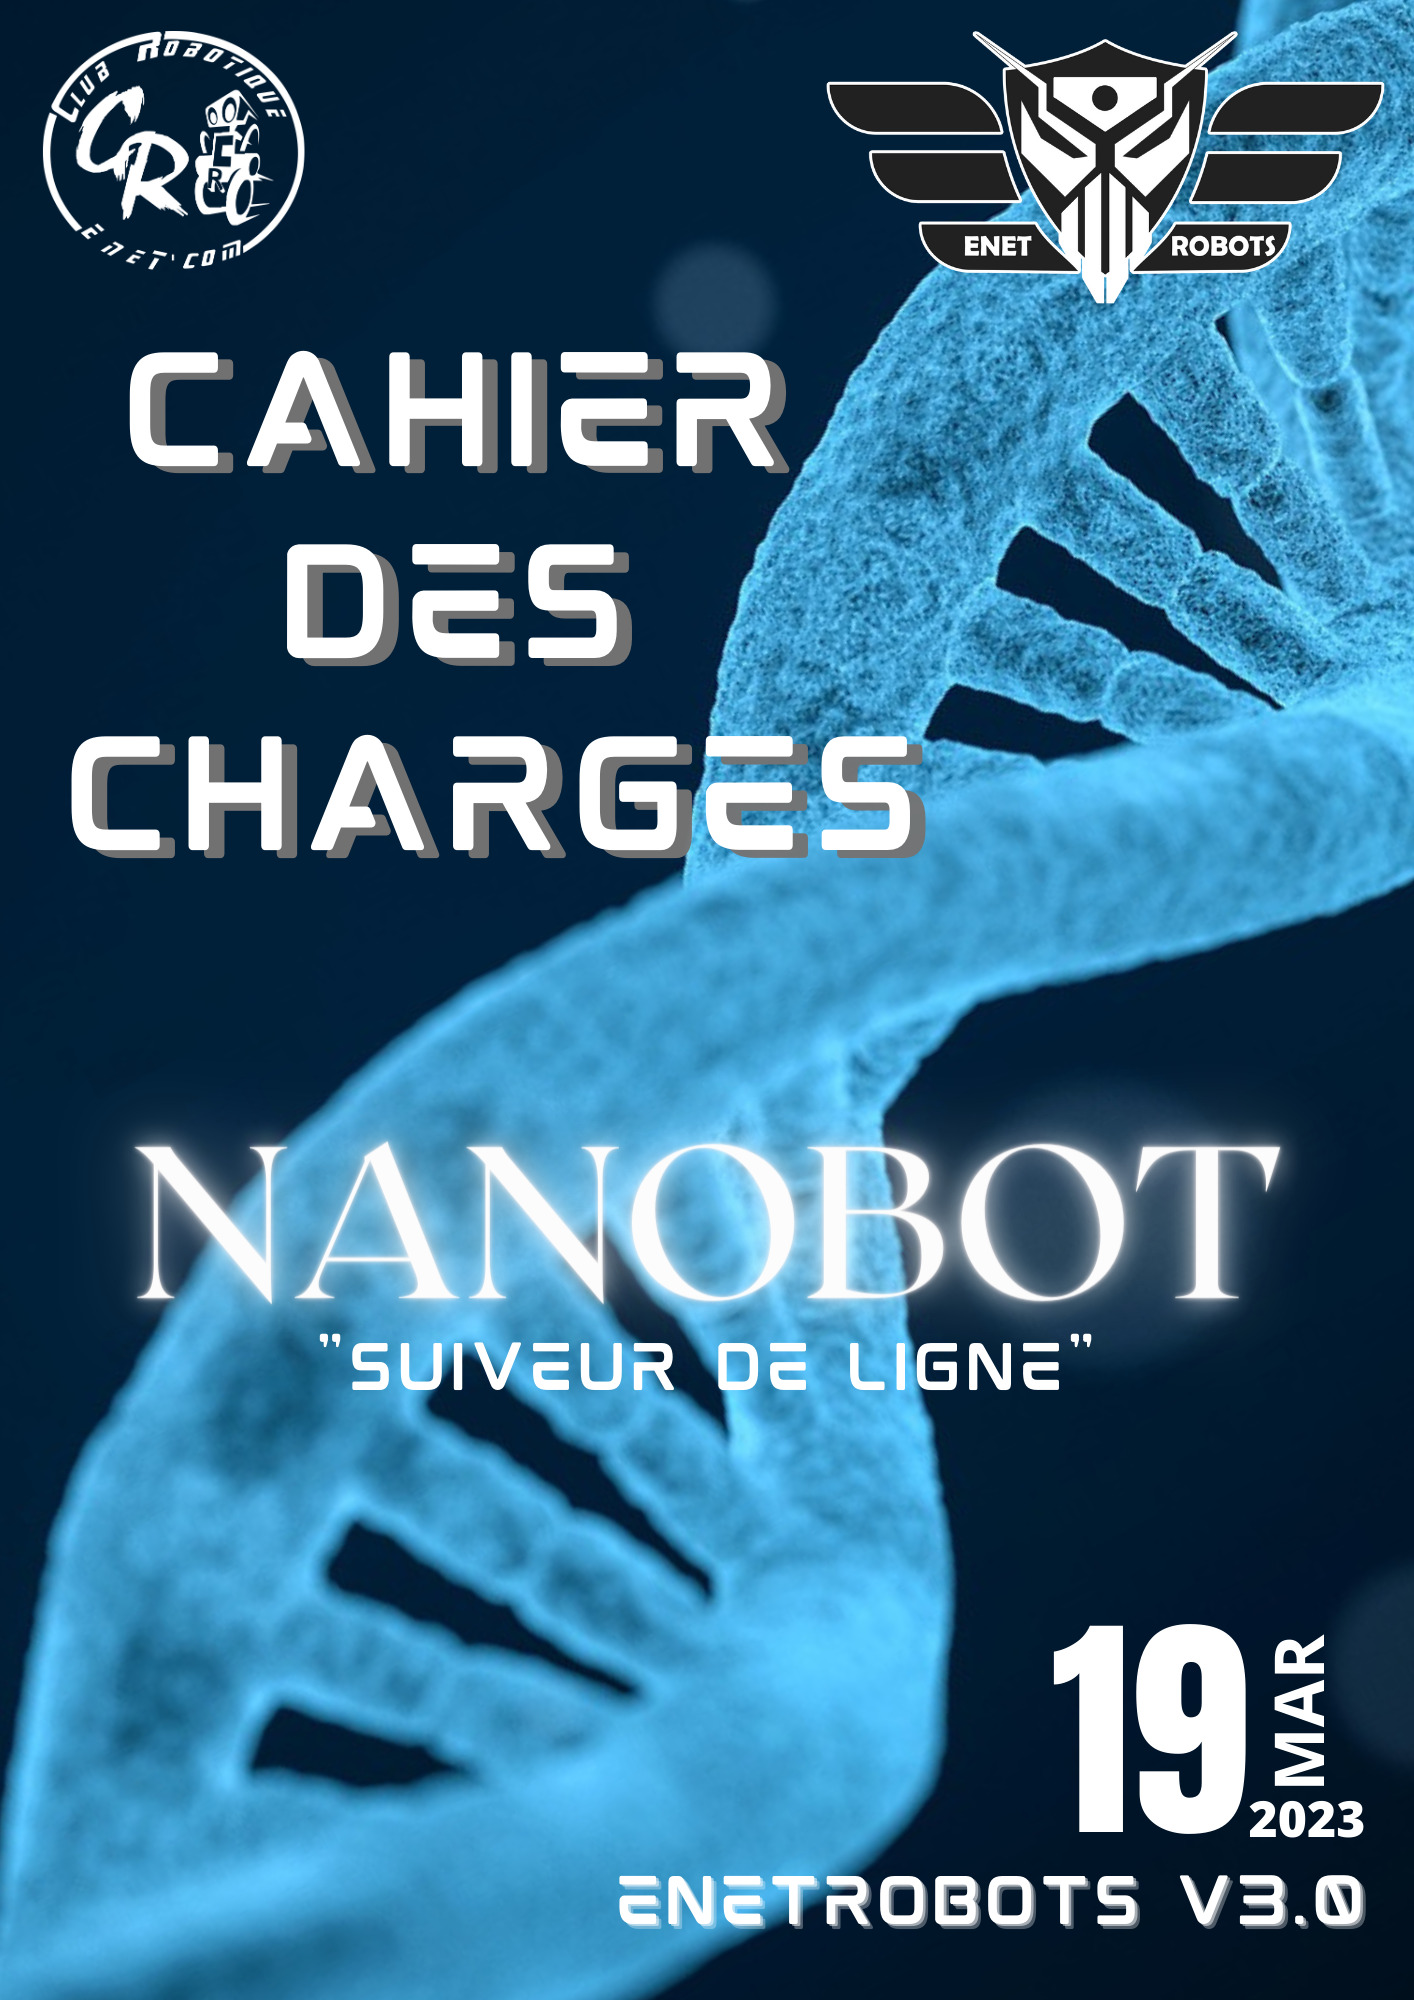 CLUB ROBOTIQUE
CR
ER
ENET'COM
ENET ROBOTS
CAHIER
DES
CHARGES
NANOBOT
"SUIVEUR DE LIGNE"
19 MAR
2023
ENETROBOTS V3.0